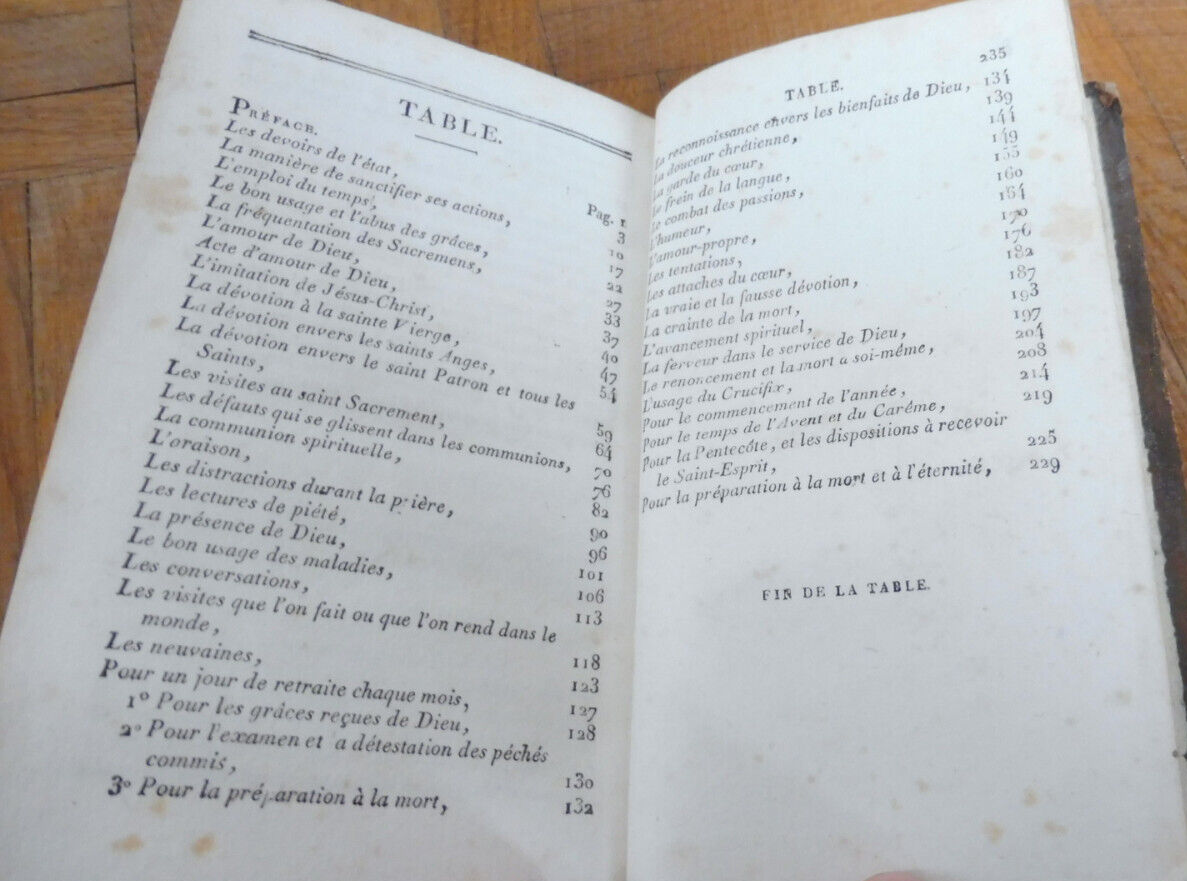 TABLE.
PRÉFACE. Pag. 1
Les devoirs de l'état, 3
La manière de sanctifier ses actions, 10
L'emploi du temps, 17
Le bon usage et l'abus des grâces, 22
La fréquentation des Sacremens, 27
L'amour de Dieu, 33
Acte d'amour de Dieu, 37
L'imitation de Jésus-Christ, 40
La dévotion à la sainte Vierge, 47
La dévotion envers les saints Anges, 54
La dévotion envers le saint Patron et tous les
Saints, 59
Les visites au saint Sacrement, 64
Les défauts qui se glissent dans les communions, 70
La communion spirituelle, 76
L'oraison, 82
Les distractions durant la prière, 90
Les lectures de piété, 96
La présence de Dieu, 101
Le bon usage des maladies, 106
Les conversations, 113
Les visites que l'on fait ou que l'on rend dans le
monde, 118
Les neuvaines, 123
Pour un jour de retraite chaque mois, 127
1° Pour les grâces reçues de Dieu, 128
2° Pour l'examen et a détestation des péchés
commis, 130
3° Pour la préparation à la mort, 132
TABLE. 235
La reconnoissance envers les bienfaits de Dieu, 134
La douceur chrétienne, 139
La garde du cœur, 144
Le frein de la langue, 149
Le combat des passions, 155
L'humeur, 160
L'amour-propre, 164
Les tentations, 170
Les attaches du cœur, 176
La vraie et la fausse dévotion, 182
La crainte de la mort, 187
L'avancement spirituel, 193
La ferveur dans le service de Dieu, 197
Le renoncement et la mort a soi-même, 204
L'usage du Crucifix, 208
Pour le commencement de l'année, 214
Pour le temps de l'Avent et du Carême, 219
Pour la Pentecôte, et les dispositions à recevoir
le Saint-Esprit, 225
Pour la préparation à la mort et à l'éternité, 229
FIN DE LA TABLE.